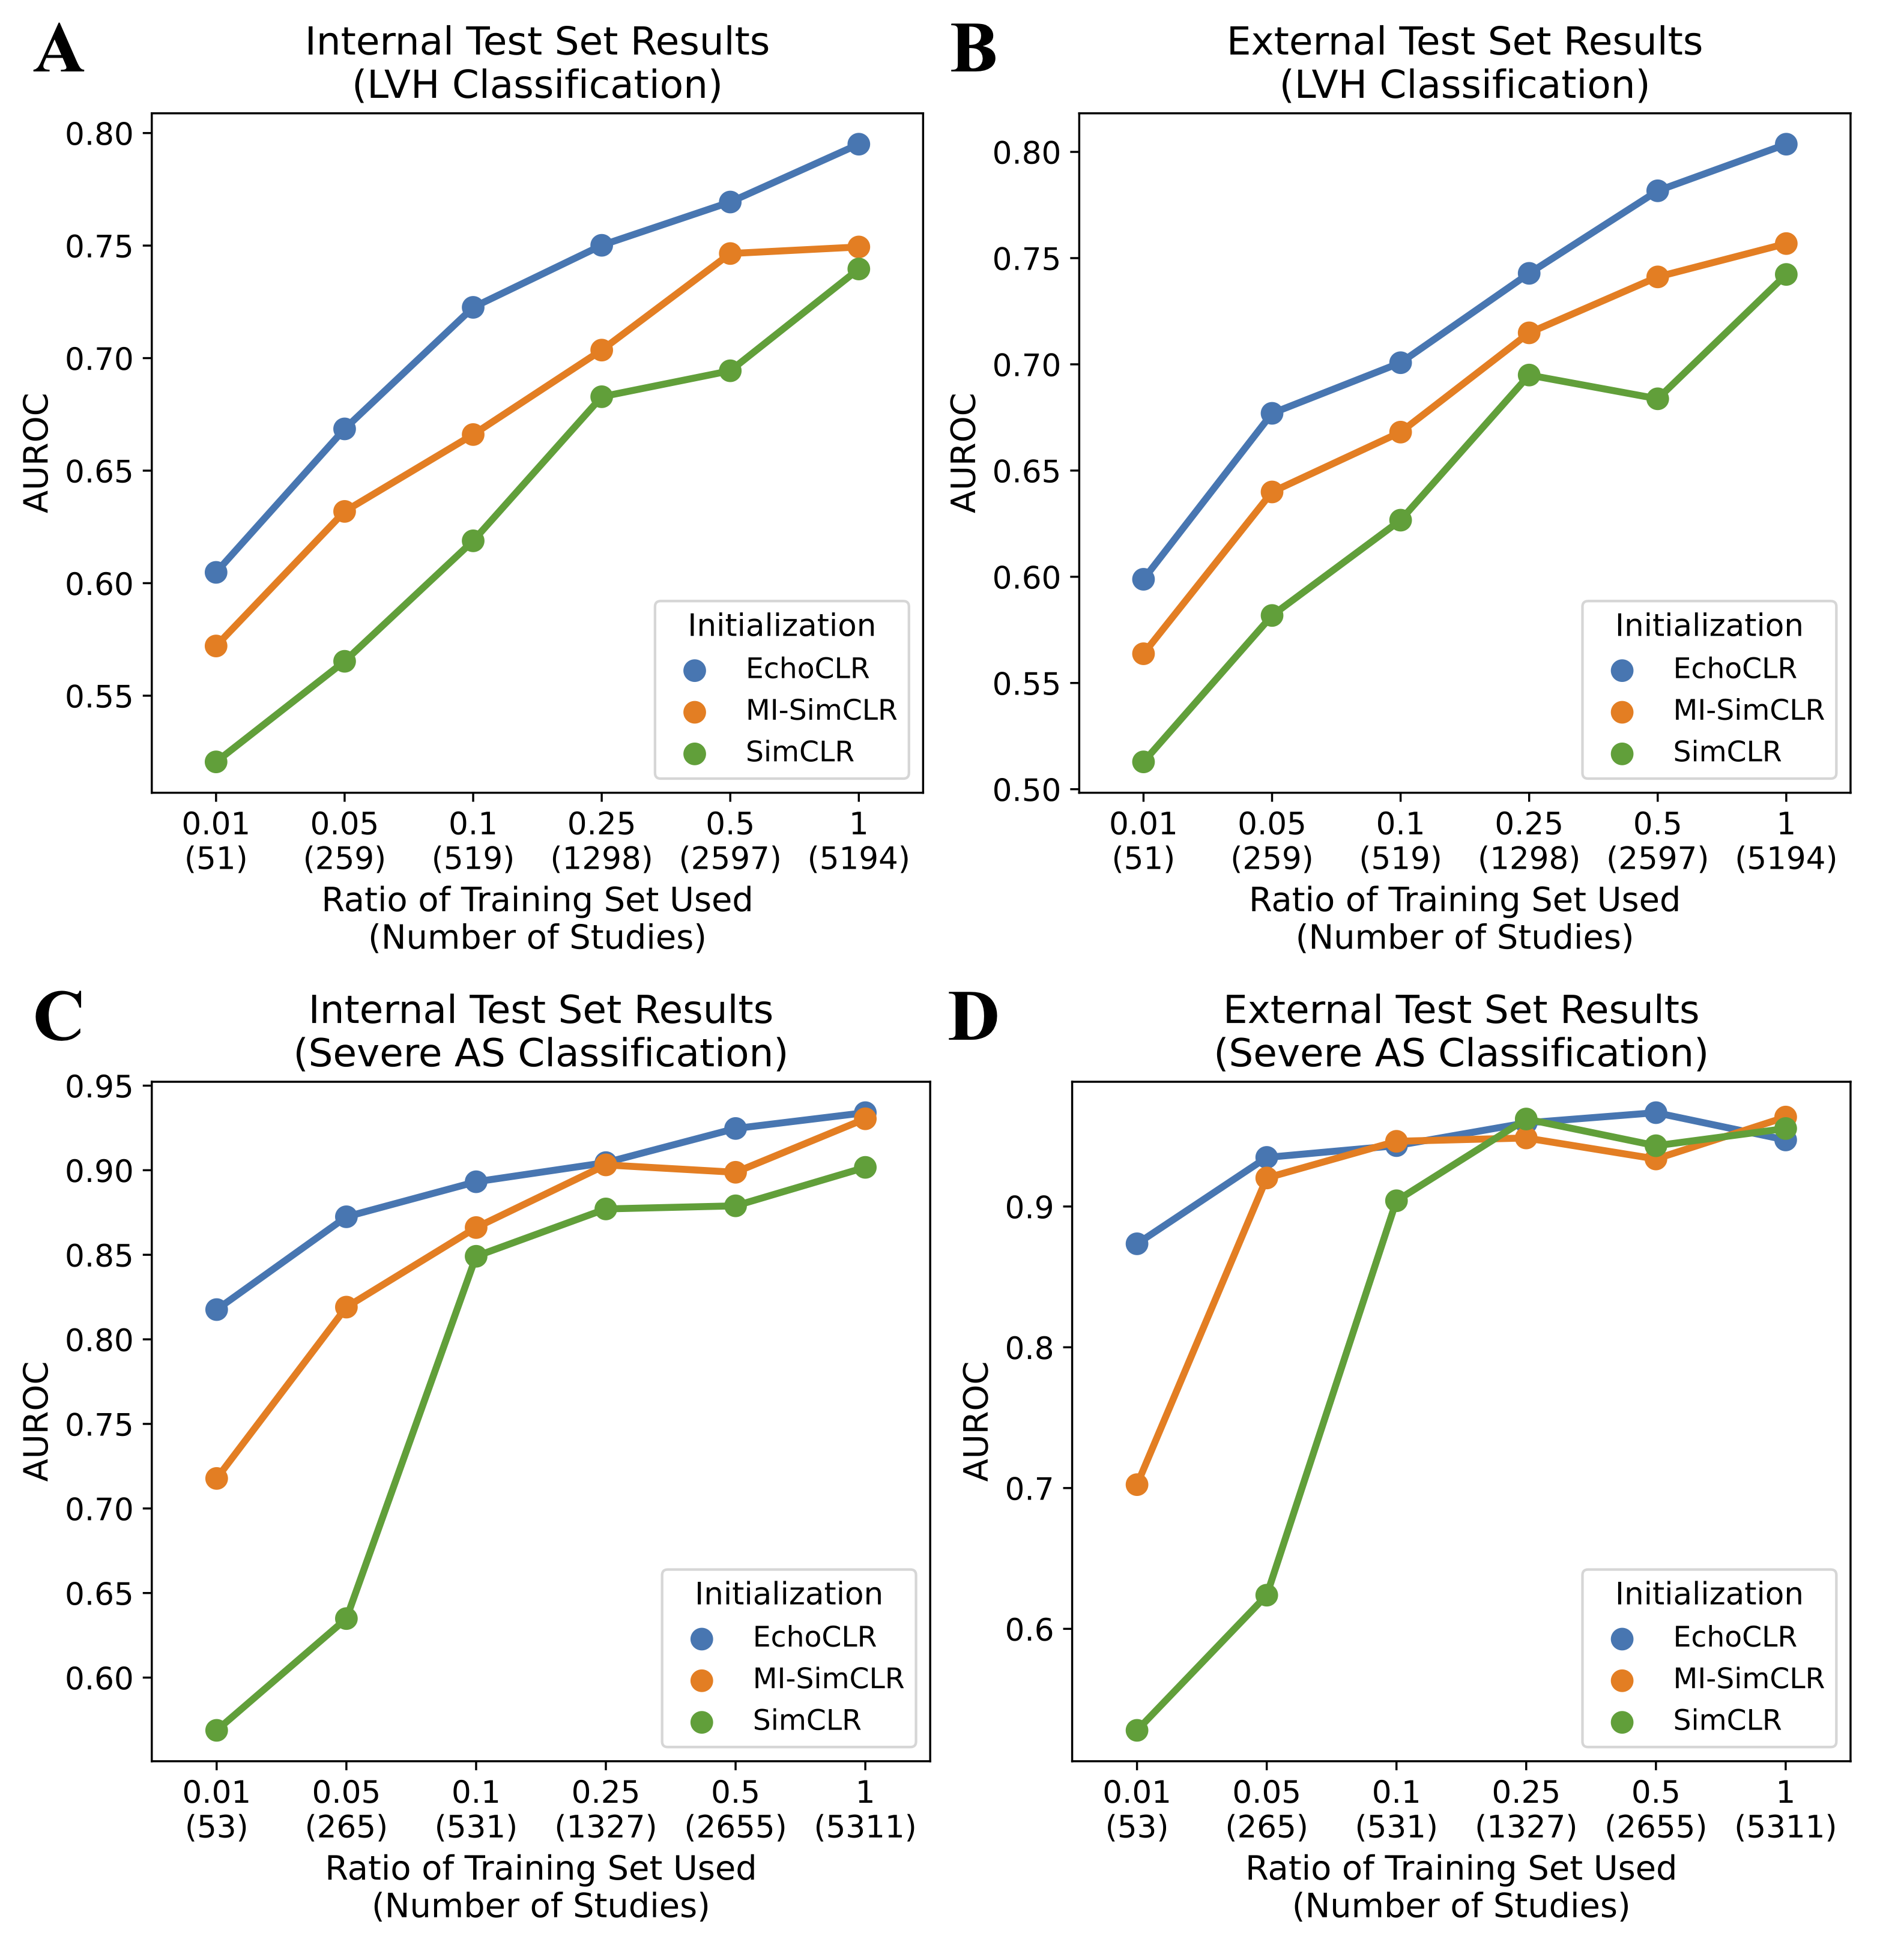 A
Internal Test Set Results
(LVH Classification)
AUROC
0.80
0.75
0.70
0.65
0.60
0.55
Initialization
EchoCLR
MI-SimCLR
SimCLR
0.01 0.05 0.1 0.25 0.5 1
(51) (259) (519) (1298) (2597) (5194)
Ratio of Training Set Used
(Number of Studies)
B
External Test Set Results
(LVH Classification)
AUROC
0.80
0.75
0.70
0.65
0.60
0.55
0.50
Initialization
EchoCLR
MI-SimCLR
SimCLR
0.01 0.05 0.1 0.25 0.5 1
(51) (259) (519) (1298) (2597) (5194)
Ratio of Training Set Used
(Number of Studies)
C
Internal Test Set Results
(Severe AS Classification)
AUROC
0.95
0.90
0.85
0.80
0.75
0.70
0.65
0.60
Initialization
EchoCLR
MI-SimCLR
SimCLR
0.01 0.05 0.1 0.25 0.5 1
(53) (265) (531) (1327) (2655) (5311)
Ratio of Training Set Used
(Number of Studies)
D
External Test Set Results
(Severe AS Classification)
AUROC
0.9
0.8
0.7
0.6
Initialization
EchoCLR
MI-SimCLR
SimCLR
0.01 0.05 0.1 0.25 0.5 1
(53) (265) (531) (1327) (2655) (5311)
Ratio of Training Set Used
(Number of Studies)